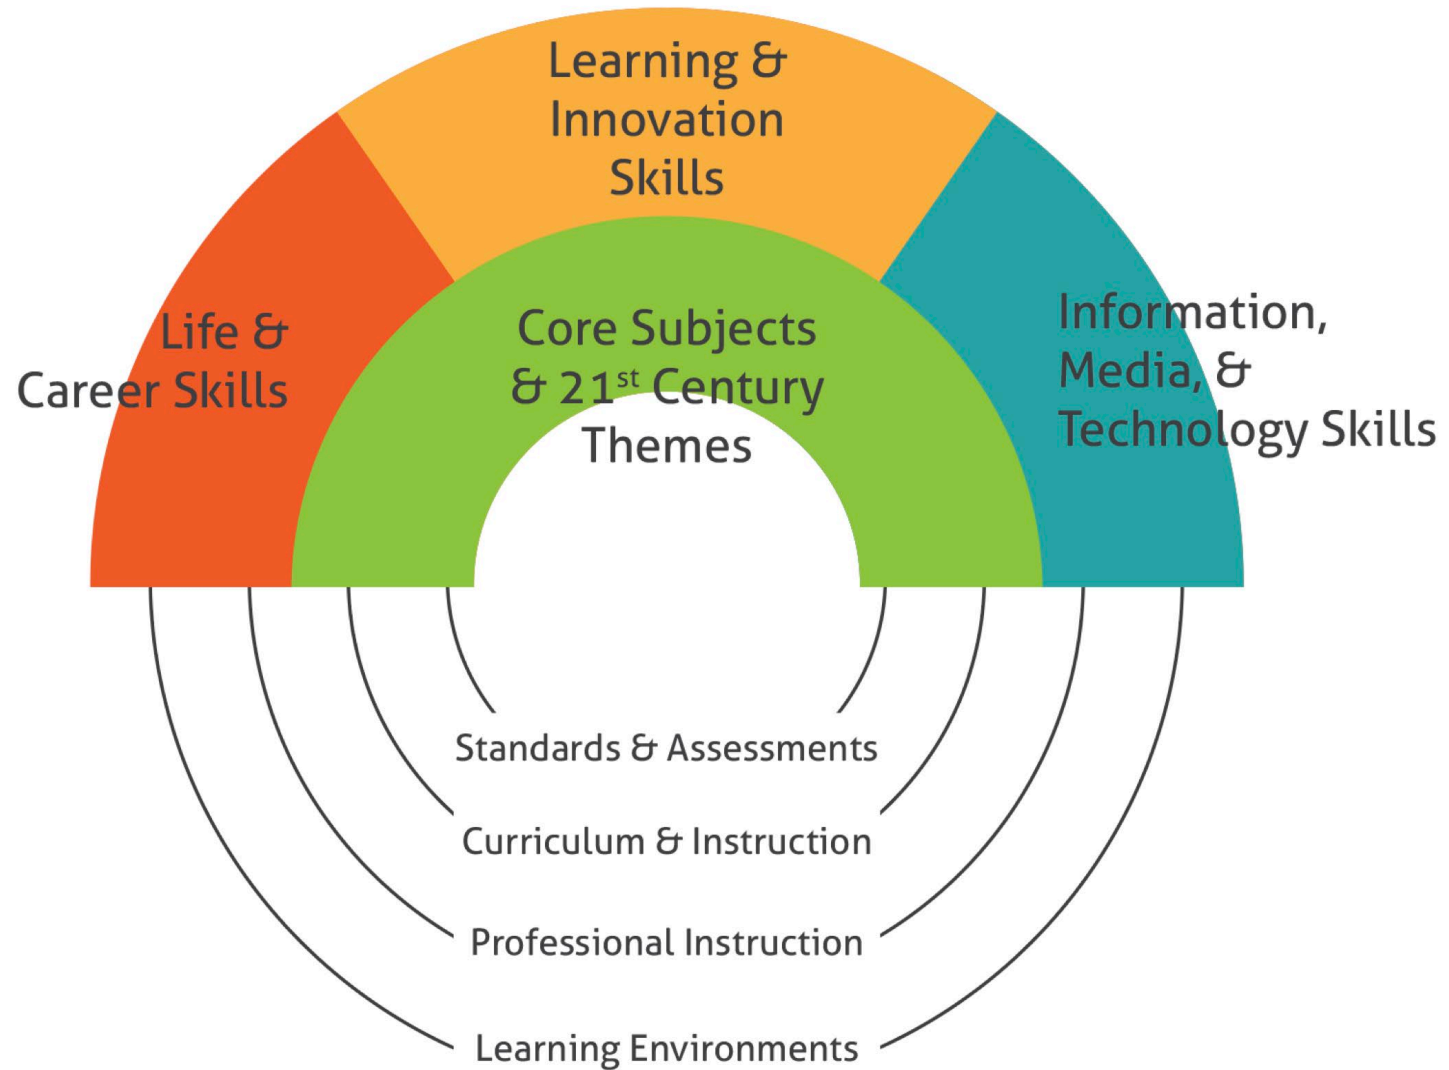 Learning &
Innovation
Skills
Life &
Career Skills
Core Subjects
& 21st Century
Themes
Information,
Media, &
Technology Skills
Standards & Assessments
Curriculum & Instruction
Professional Instruction
Learning Environments